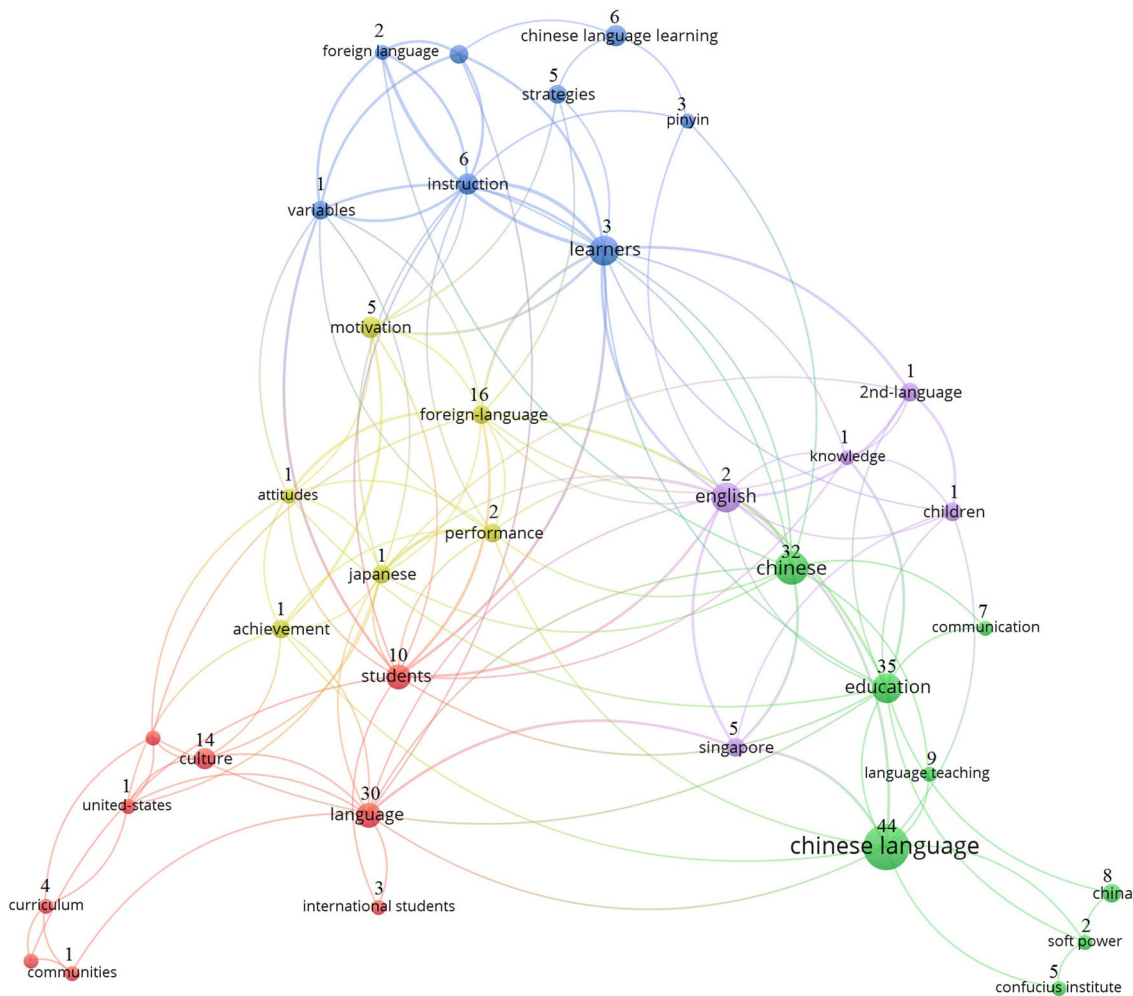 2
foreign language
6
chinese language learning
5
strategies
3
pinyin
6
instruction
1
variables
3
learners
5
motivation
16
foreign-language
1
2nd-language
1
knowledge
2
english
1
children
1
attitudes
2
performance
1
japanese
32
chinese
1
achievement
7
communication
10
students
35
education
5
singapore
14
culture
9
language teaching
1
united-states
30
language
44
chinese language
4
curriculum
3
international students
8
china
2
soft power
1
communities
5
confucius institute